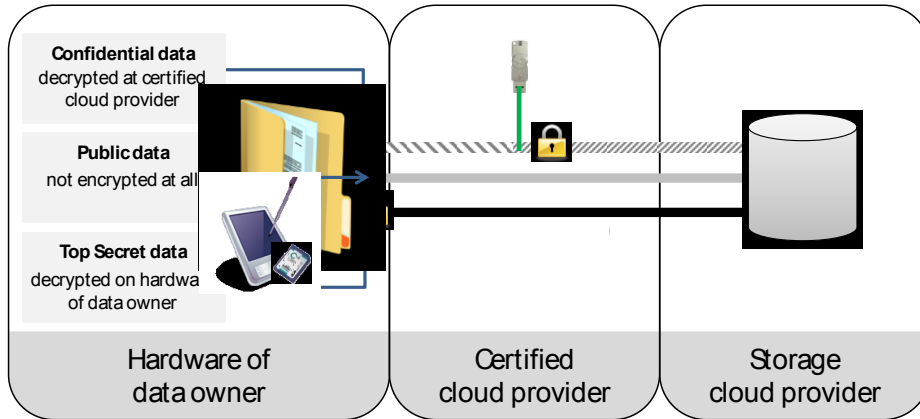 Confidential data
decrypted at certified
cloud provider
Public data
not encrypted at all
Top Secret data
decrypted on hardwa
of data owner
Hardware of
data owner
Certified
cloud provider
Storage
cloud provider